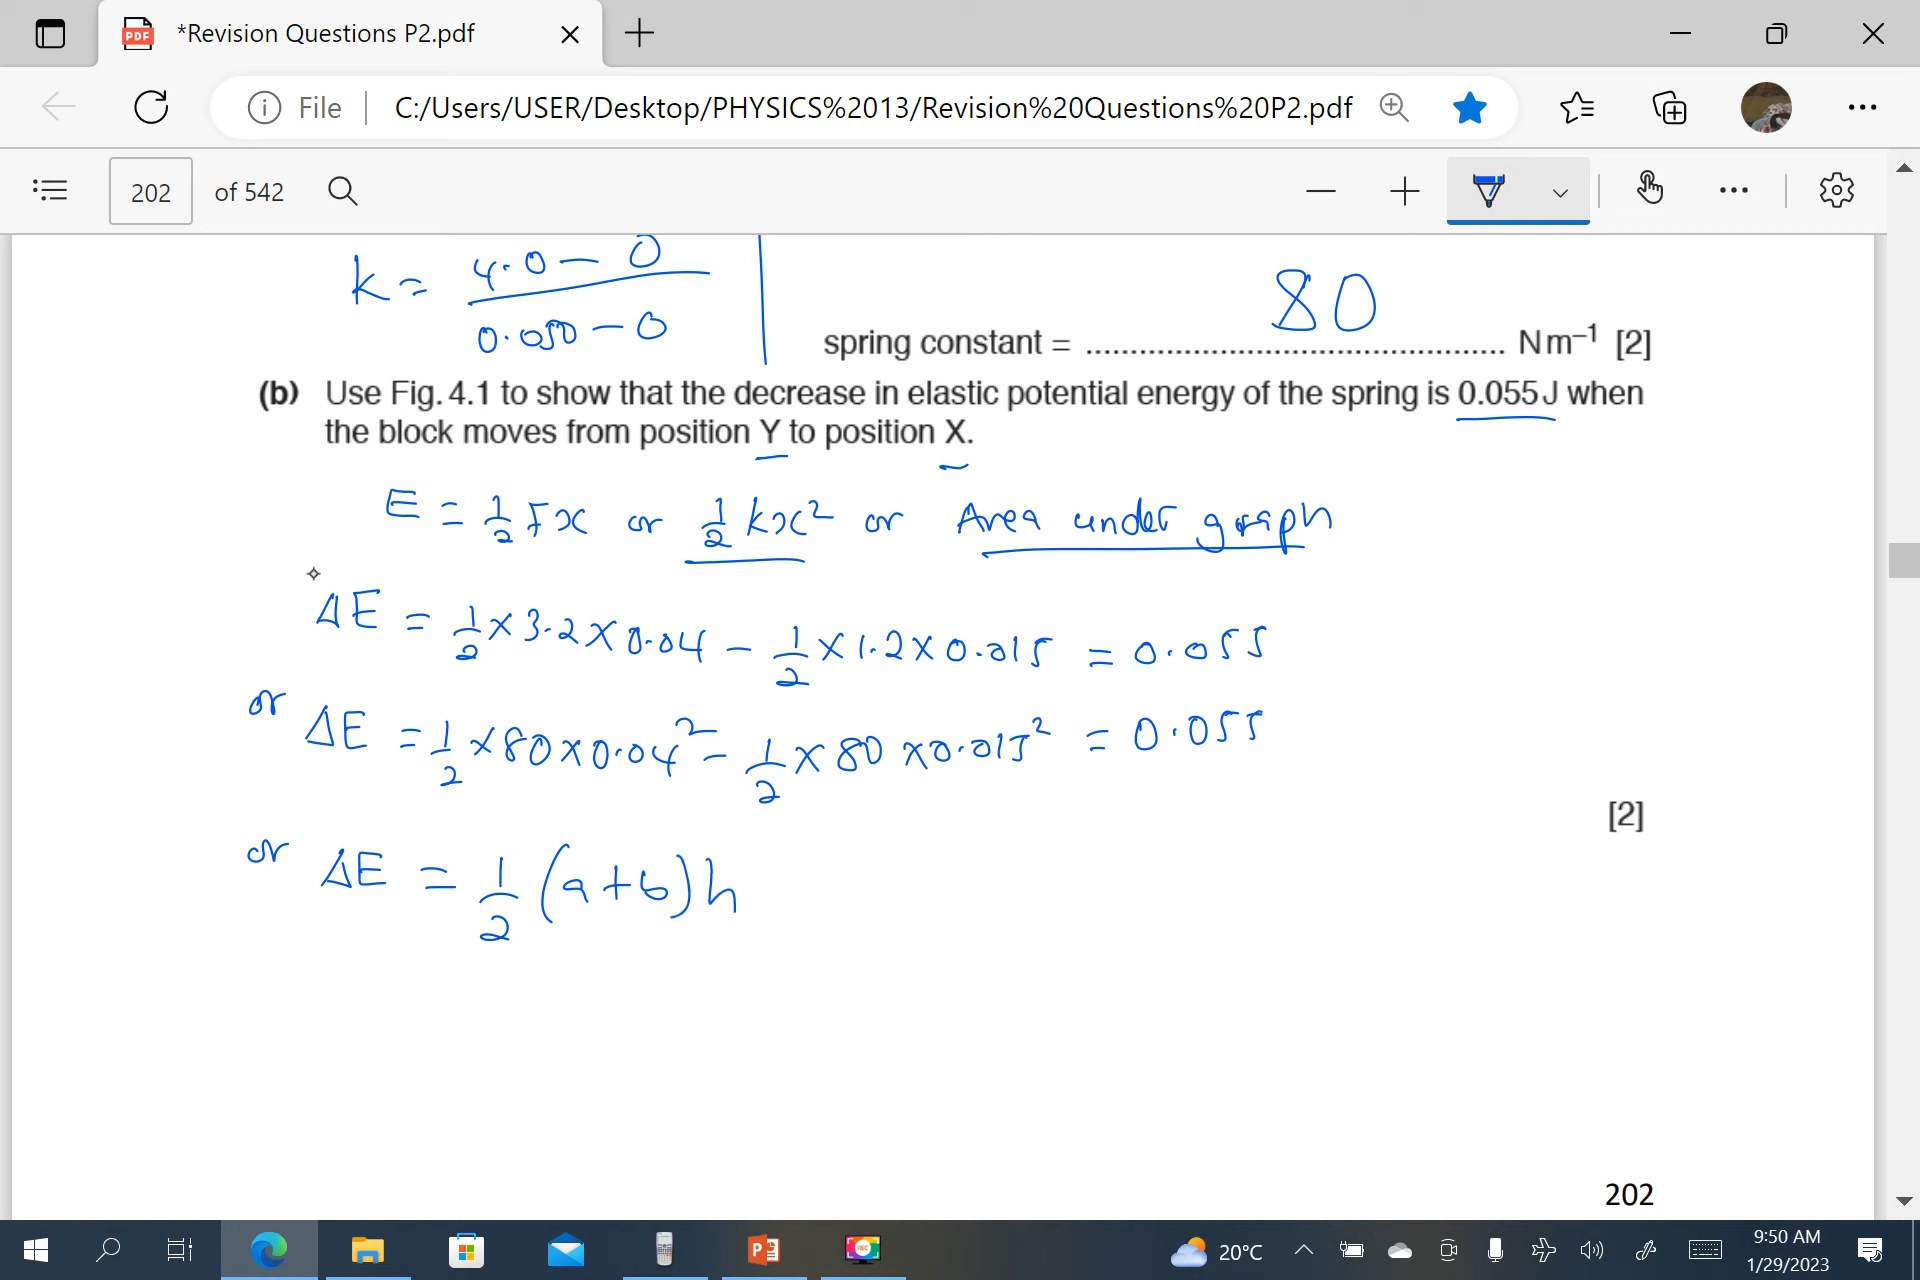 *Revision Questions P2.pdf
File | C:/Users/USER/Desktop/PHYSICS%2013/Revision%20Questions%20P2.pdf
202 of 542
k = 4.0 – 0 / 0.050 – 0
80
spring constant = ................................................ N m⁻¹ [2]
(b) Use Fig. 4.1 to show that the decrease in elastic potential energy of the spring is 0.055 J when
the block moves from position Y to position X.
E = 1/2 Fx or 1/2 kx² or Area under graph
ΔE = 1/2 × 3.2 × 0.04 – 1/2 × 1.2 × 0.015 = 0.055
or ΔE = 1/2 × 80 × 0.04² – 1/2 × 80 × 0.015² = 0.055
[2]
or ΔE = 1/2 (a+b)h
202
20°C
9:50 AM
1/29/2023